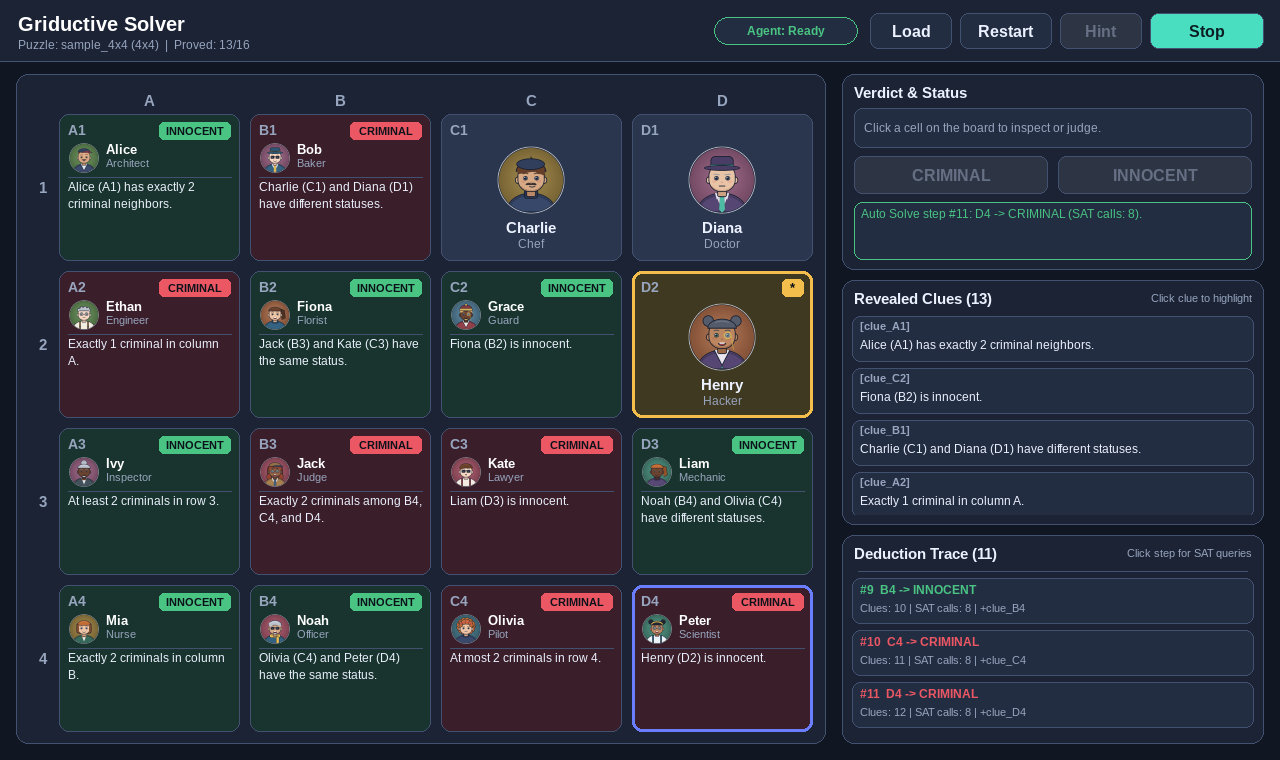 Griductive Solver
Puzzle: sample_4x4 (4x4) | Proved: 13/16
Agent: Ready
Load
Restart
Hint
Stop
A
B
C
D
1
A1
INNOCENT
Alice
Architect
Alice (A1) has exactly 2
criminal neighbors.
B1
CRIMINAL
Bob
Baker
Charlie (C1) and Diana (D1)
have different statuses.
C1
Charlie
Chef
D1
Diana
Doctor
2
A2
CRIMINAL
Ethan
Engineer
Exactly 1 criminal in column
A.
B2
INNOCENT
Fiona
Florist
Jack (B3) and Kate (C3) have
the same status.
C2
INNOCENT
Grace
Guard
Fiona (B2) is innocent.
D2
*
Henry
Hacker
3
A3
INNOCENT
Ivy
Inspector
At least 2 criminals in row 3.
B3
CRIMINAL
Jack
Judge
Exactly 2 criminals among B4,
C4, and D4.
C3
CRIMINAL
Kate
Lawyer
Liam (D3) is innocent.
D3
INNOCENT
Liam
Mechanic
Noah (B4) and Olivia (C4)
have different statuses.
4
A4
INNOCENT
Mia
Nurse
Exactly 2 criminals in column
B.
B4
INNOCENT
Noah
Officer
Olivia (C4) and Peter (D4)
have the same status.
C4
CRIMINAL
Olivia
Pilot
At most 2 criminals in row 4.
D4
CRIMINAL
Peter
Scientist
Henry (D2) is innocent.
Verdict & Status
Click a cell on the board to inspect or judge.
CRIMINAL
INNOCENT
Auto Solve step #11: D4 -> CRIMINAL (SAT calls: 8).
Revealed Clues (13)
Click clue to highlight
[clue_A1]
Alice (A1) has exactly 2 criminal neighbors.
[clue_C2]
Fiona (B2) is innocent.
[clue_B1]
Charlie (C1) and Diana (D1) have different statuses.
[clue_A2]
Exactly 1 criminal in column A.
Deduction Trace (11)
Click step for SAT queries
#9 B4 -> INNOCENT
Clues: 10 | SAT calls: 8 | +clue_B4
#10 C4 -> CRIMINAL
Clues: 11 | SAT calls: 8 | +clue_C4
#11 D4 -> CRIMINAL
Clues: 12 | SAT calls: 8 | +clue_D4